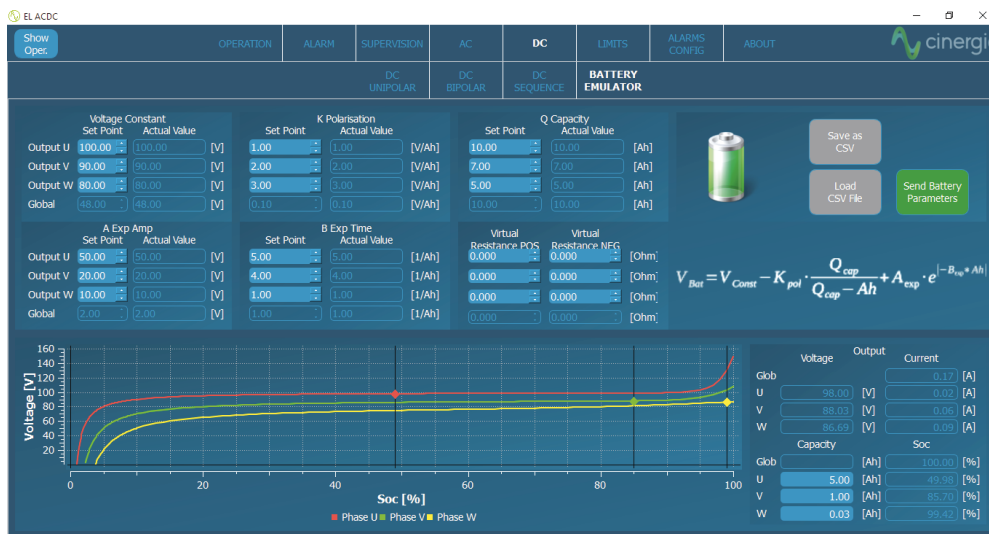 EL ACDC
Show Oper. OPERATION ALARM SUPERVISION AC DC LIMITS ALARMS CONFIG ABOUT cinergi
DC UNIPOLAR DC BIPOLAR DC SEQUENCE BATTERY EMULATOR
Voltage Constant K Polarisation Q Capacity
Set Point Actual Value Set Point Actual Value Set Point Actual Value
Output U 100.00 100.00 [V] 1.00 1.00 [V/Ah] 10.00 10.00 [Ah]
Output V 90.00 90.00 [V] 2.00 2.00 [V/Ah] 7.00 7.00 [Ah]
Output W 80.00 80.00 [V] 3.00 3.00 [V/Ah] 5.00 5.00 [Ah]
Global 48.00 48.00 [V] 0.10 0.10 [V/Ah] 10.00 10.00 [Ah]
Save as CSV
Load CSV File
Send Battery Parameters
A Exp Amp B Exp Time Virtual Resistance POS Virtual Resistance NEG
Set Point Actual Value Set Point Actual Value
Output U 50.00 50.00 [V] 5.00 5.00 [1/Ah] 0.000 0.000 [Ohm]
Output V 20.00 20.00 [V] 4.00 4.00 [1/Ah] 0.000 0.000 [Ohm]
Output W 10.00 10.00 [V] 1.00 1.00 [1/Ah] 0.000 0.000 [Ohm]
Global 2.00 2.00 [V] 1.00 1.00 [1/Ah] 0.000 0.000 [Ohm]
V Bat = V Const − K pol · Q cap / Q cap − Ah + A exp · e |−B exp * Ah|
Voltage [V]
160
140
120
100
80
60
40
20
0 20 40 60 80 100
Soc [%]
Phase U Phase V Phase W
Output
Voltage Current
Glob 0.17 [A]
U 98.00 [V] 0.02 [A]
V 88.03 [V] 0.06 [A]
W 86.69 [V] 0.09 [A]
Capacity Soc
Glob [Ah] 100.00 [%]
U 5.00 [Ah] 49.98 [%]
V 1.00 [Ah] 85.70 [%]
W 0.03 [Ah] 99.42 [%]